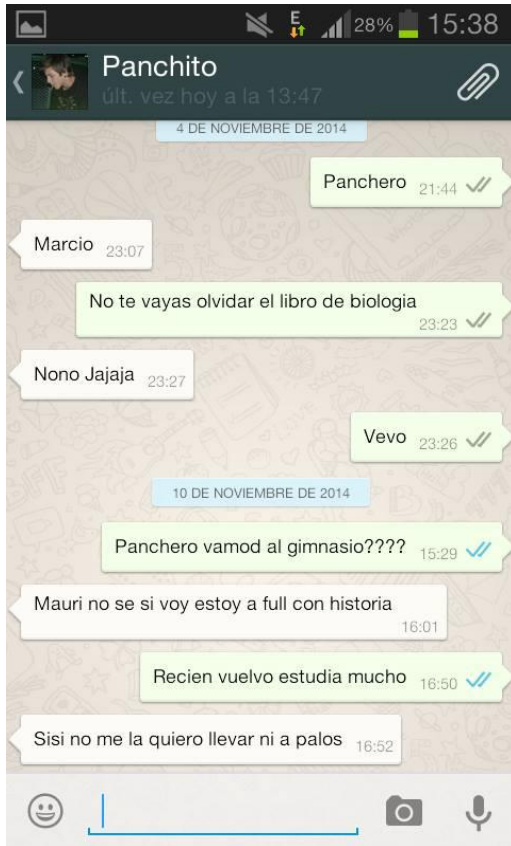 E
28%
15:38
Panchito
últ. vez hoy a la 13:47
4 DE NOVIEMBRE DE 2014
Panchero 21:44
Marcio 23:07
No te vayas olvidar el libro de biologia
23:23
Nono Jajaja 23:27
Vevo 23:26
10 DE NOVIEMBRE DE 2014
Panchero vamod al gimnasio???? 15:29
Mauri no se si voy estoy a full con historia
16:01
Recien vuelvo estudia mucho 16:50
Sisi no me la quiero llevar ni a palos 16:52